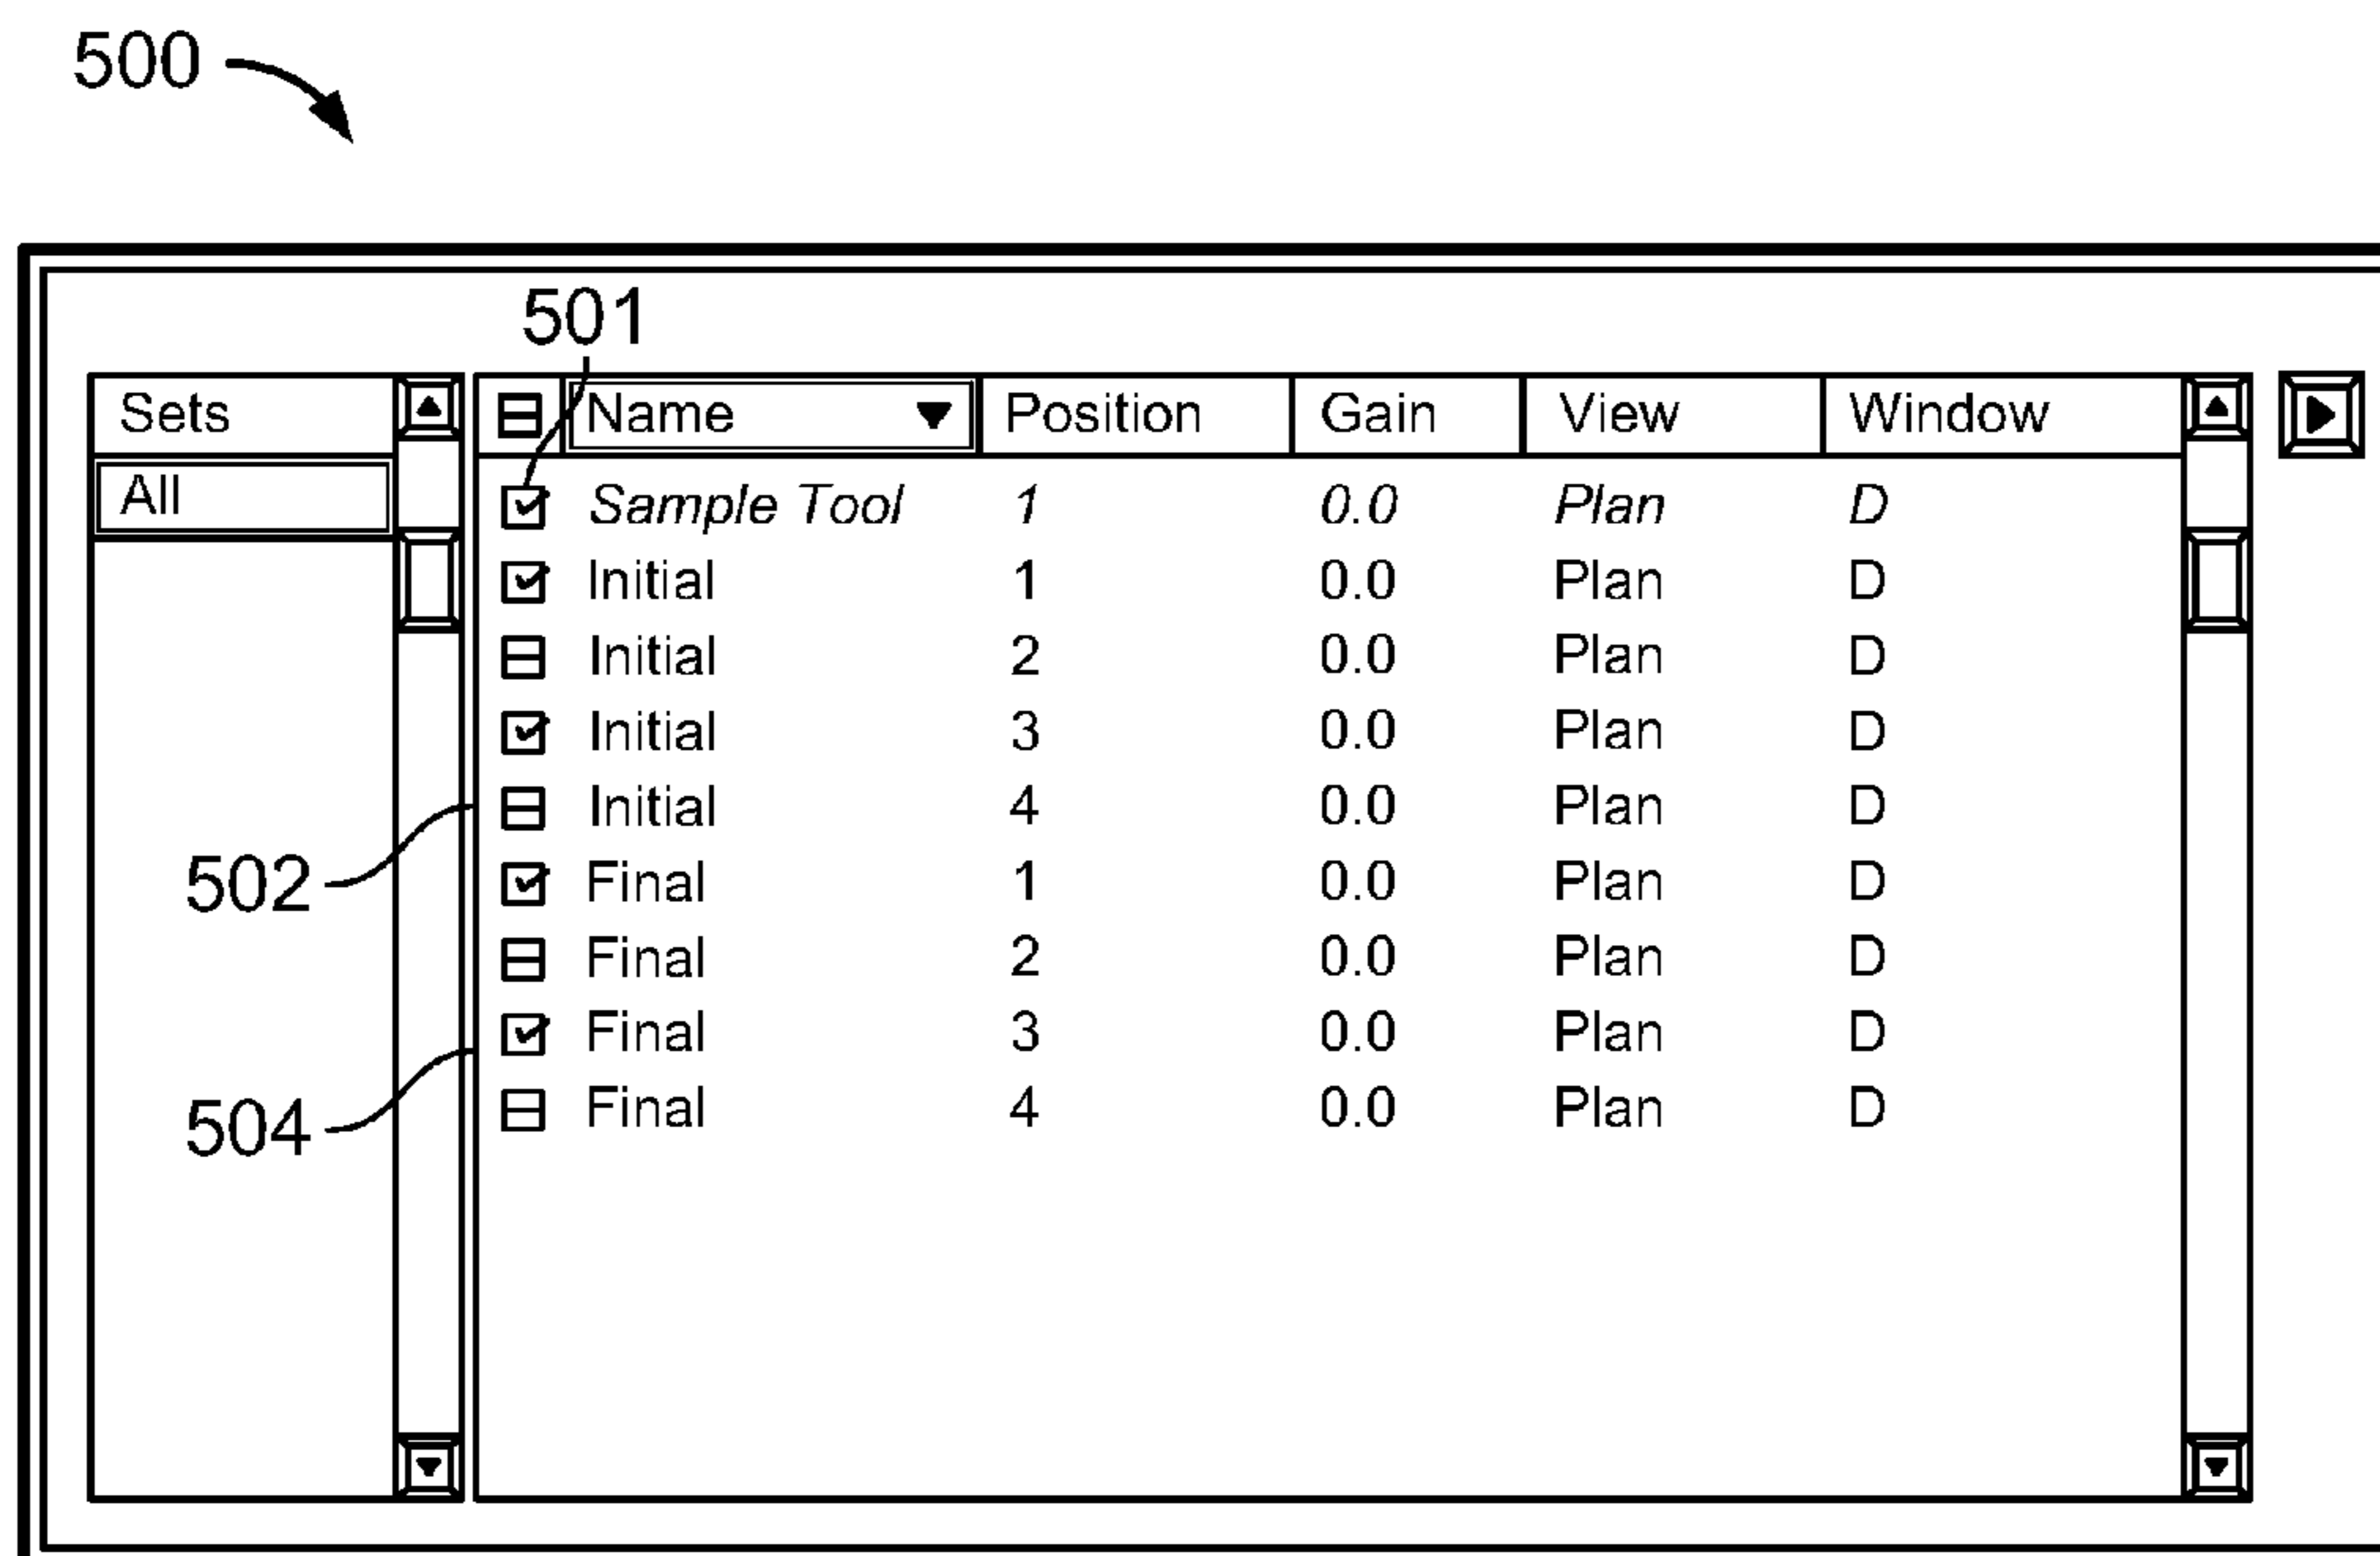 500
501
Sets Name Position Gain View Window
All
Sample Tool 1 0.0 Plan D
Initial 1 0.0 Plan D
Initial 2 0.0 Plan D
Initial 3 0.0 Plan D
Initial 4 0.0 Plan D
502
Final 1 0.0 Plan D
Final 2 0.0 Plan D
Final 3 0.0 Plan D
504
Final 4 0.0 Plan D